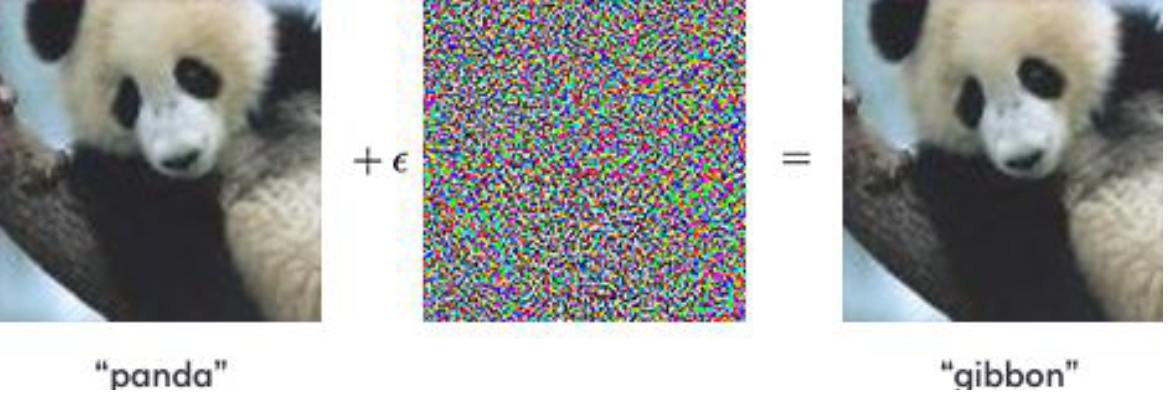 + ϵ =
“panda” “gibbon”